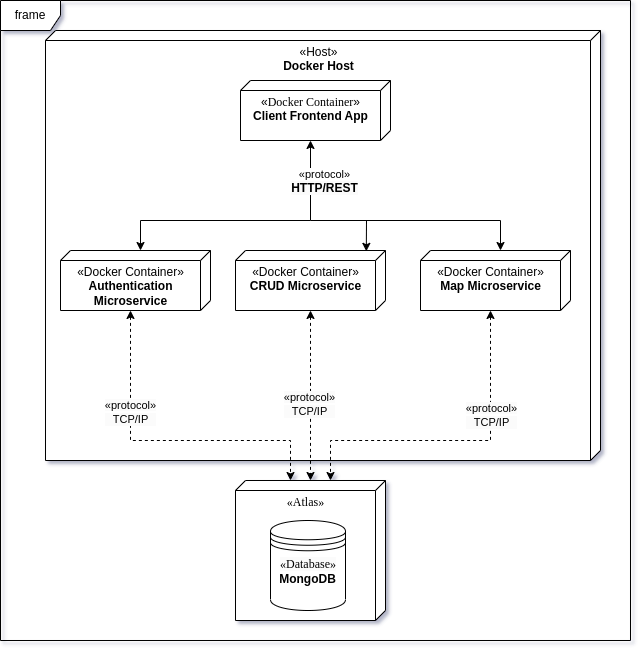 frame
«Host»
Docker Host
«Docker Container»
Client Frontend App
«protocol»
HTTP/REST
«Docker Container»
Authentication
Microservice
«Docker Container»
CRUD Microservice
«Docker Container»
Map Microservice
«protocol»
TCP/IP
«protocol»
TCP/IP
«protocol»
TCP/IP
«Atlas»
«Database»
MongoDB